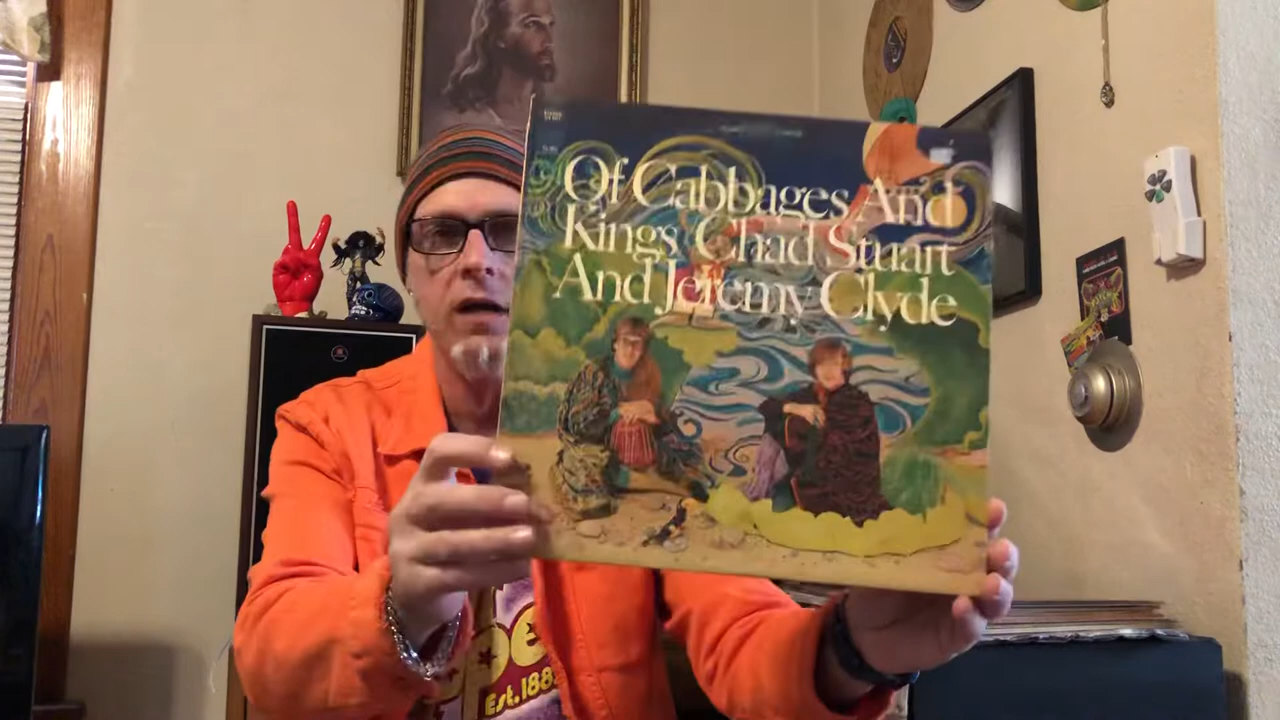 Of Cabbages And
Kings Chad Stuart
And Jeremy Clyde
Est. 188